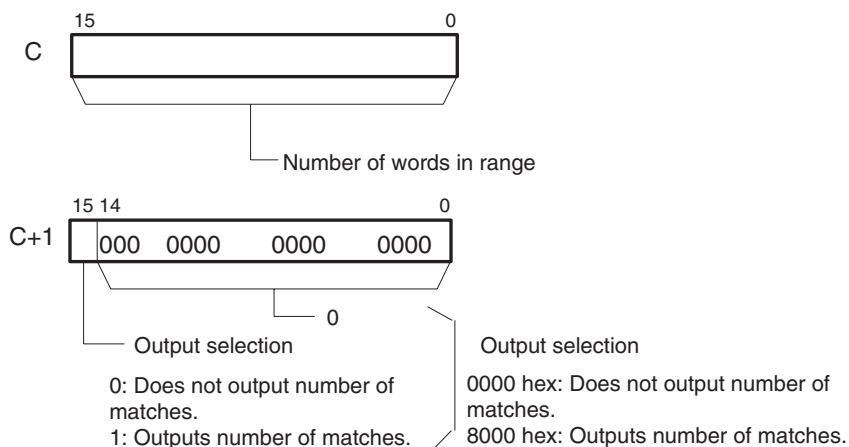 15 0
C
Number of words in range
15 14 0
C+1 000 0000 0000 0000
0
Output selection
0: Does not output number of
matches.
1: Outputs number of matches.
Output selection
0000 hex: Does not output number of
matches.
8000 hex: Outputs number of matches.